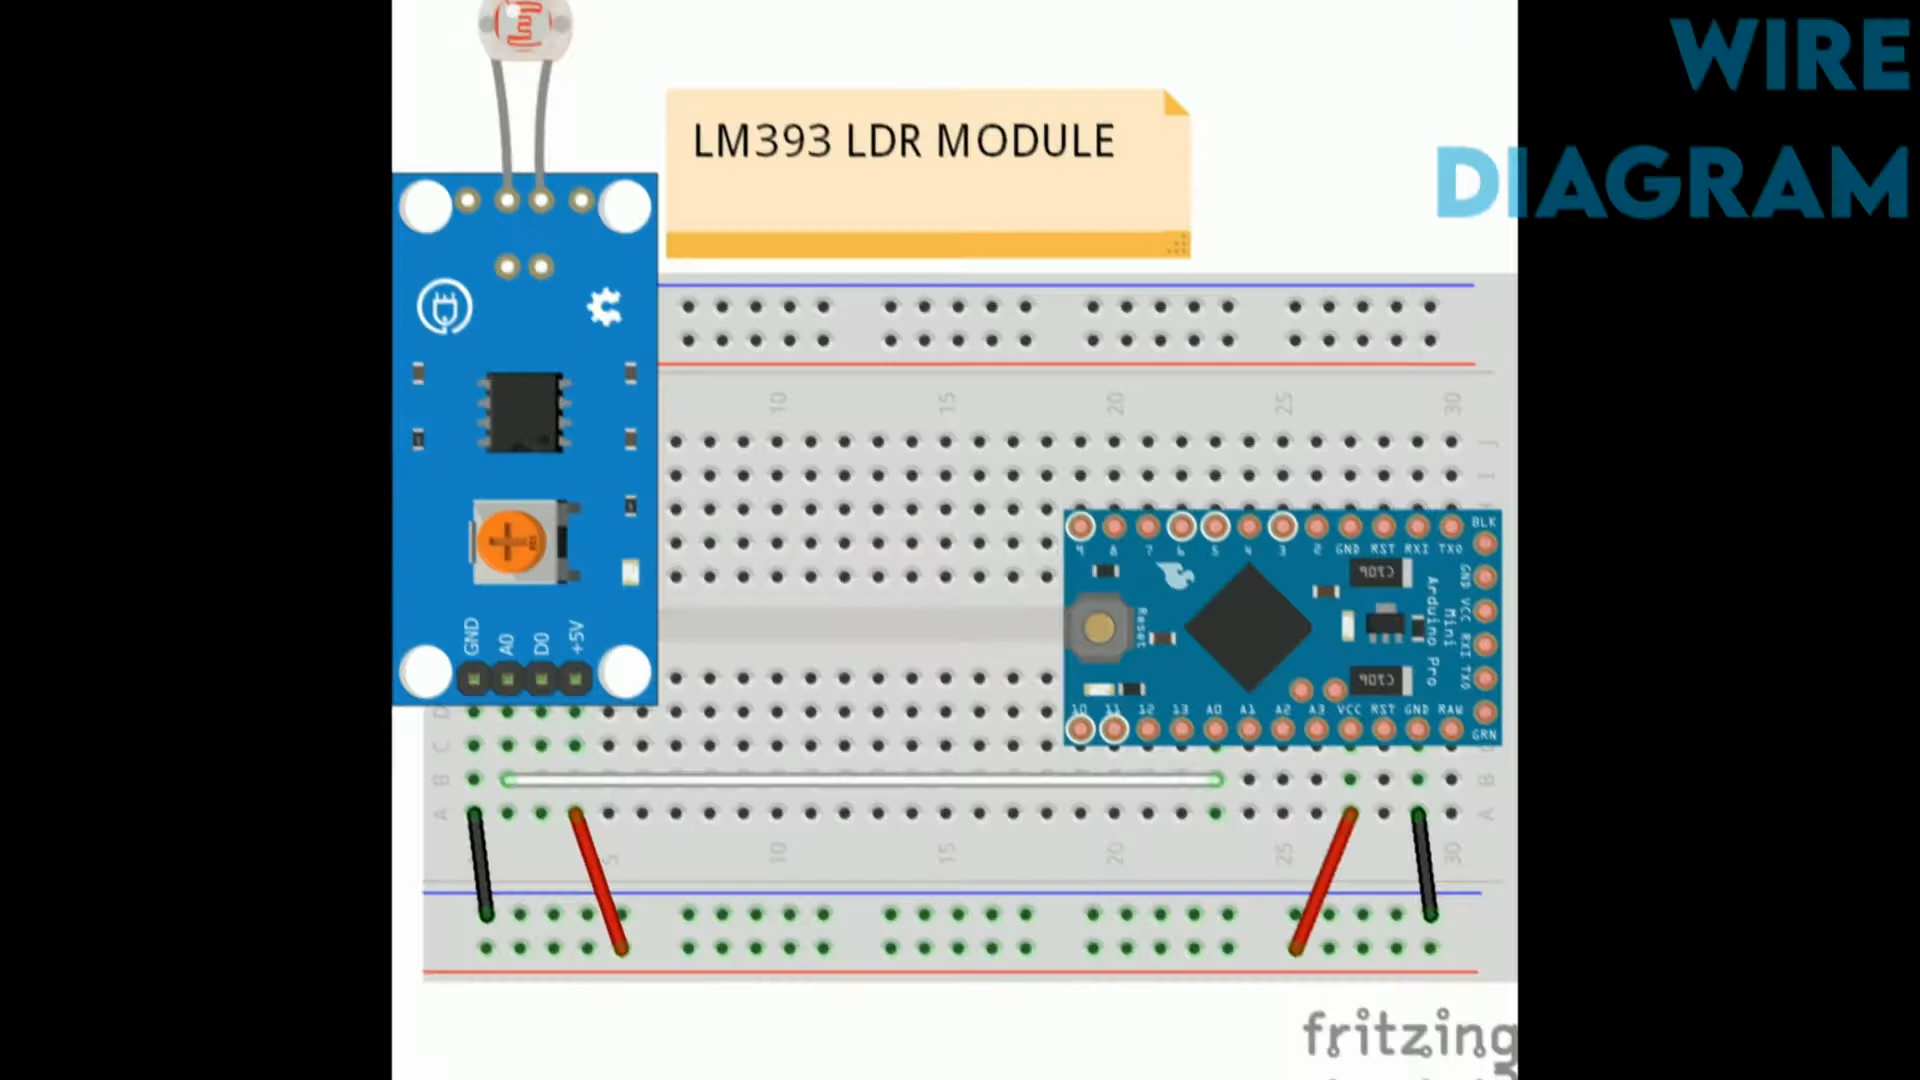 WIRE
DIAGRAM
LM393 LDR MODULE
10 15 20 25 30
J
I
9 8 7 6 5 4 3 2 GND RST RXI TXO BLK
GND VCC RXI TXO
Reset
Arduino Pro
Mini
10 11 12 13 A0 A1 A2 A3 VCC RST GND RAW GRN
GND A0 D0 +5V
D
C
B B
A A
5 10 15 20 25 30
fritzing